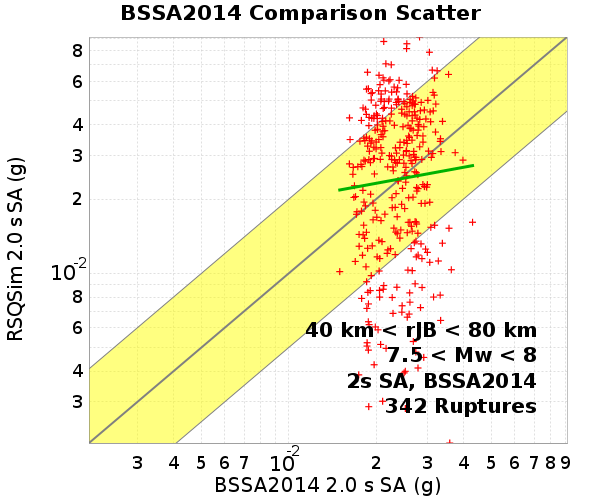 BSSA2014 Comparison Scatter
8
6
4
3
2
10⁻²
8
6
4
3
RSQSim 2.0 s SA (g)
40 km < rJB < 80 km
7.5 < Mw < 8
2s SA, BSSA2014
342 Ruptures
3 4 5 6 7 10⁻² 2 3 4 5 6 7 8 9
BSSA2014 2.0 s SA (g)